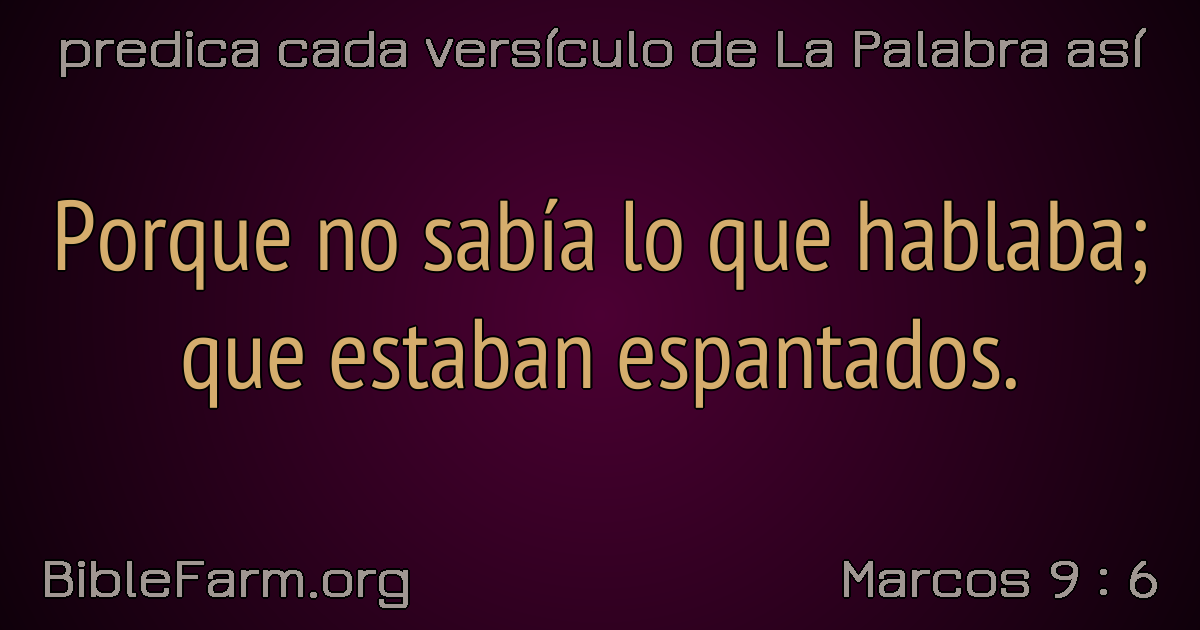 predica cada versículo de La Palabra así
Porque no sabía lo que hablaba;
que estaban espantados.
BibleFarm.org
Marcos 9 : 6